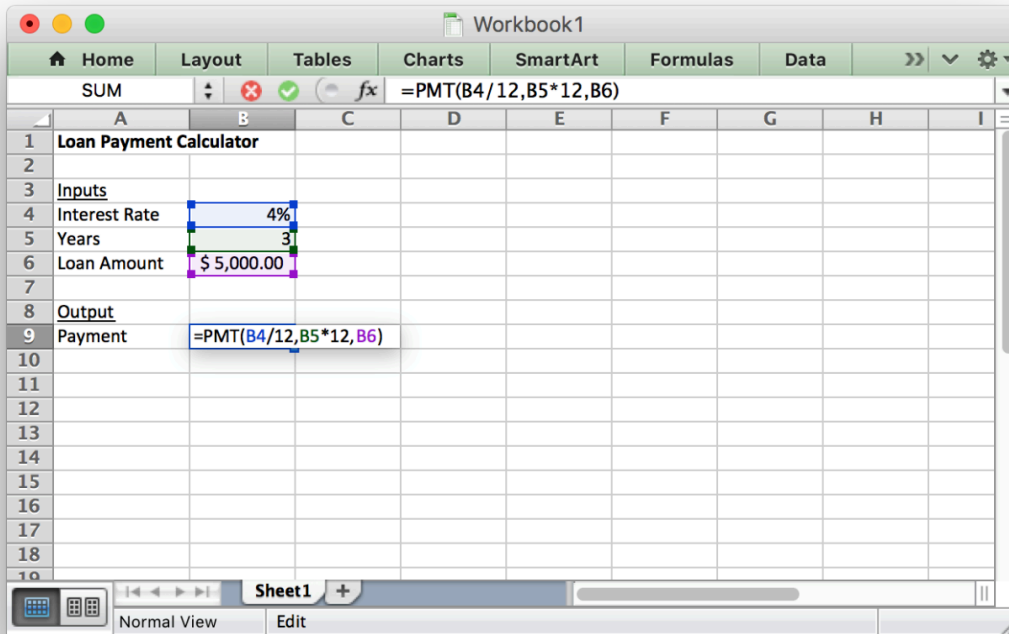 Workbook1
Home Layout Tables Charts SmartArt Formulas Data
SUM fx =PMT(B4/12,B5*12,B6)
A B C D E F G H I
1 Loan Payment Calculator
2
3 Inputs
4 Interest Rate 4%
5 Years 3
6 Loan Amount $ 5,000.00
7
8 Output
9 Payment =PMT(B4/12,B5*12,B6)
10
11
12
13
14
15
16
17
18
19
Sheet1 +
Normal View Edit